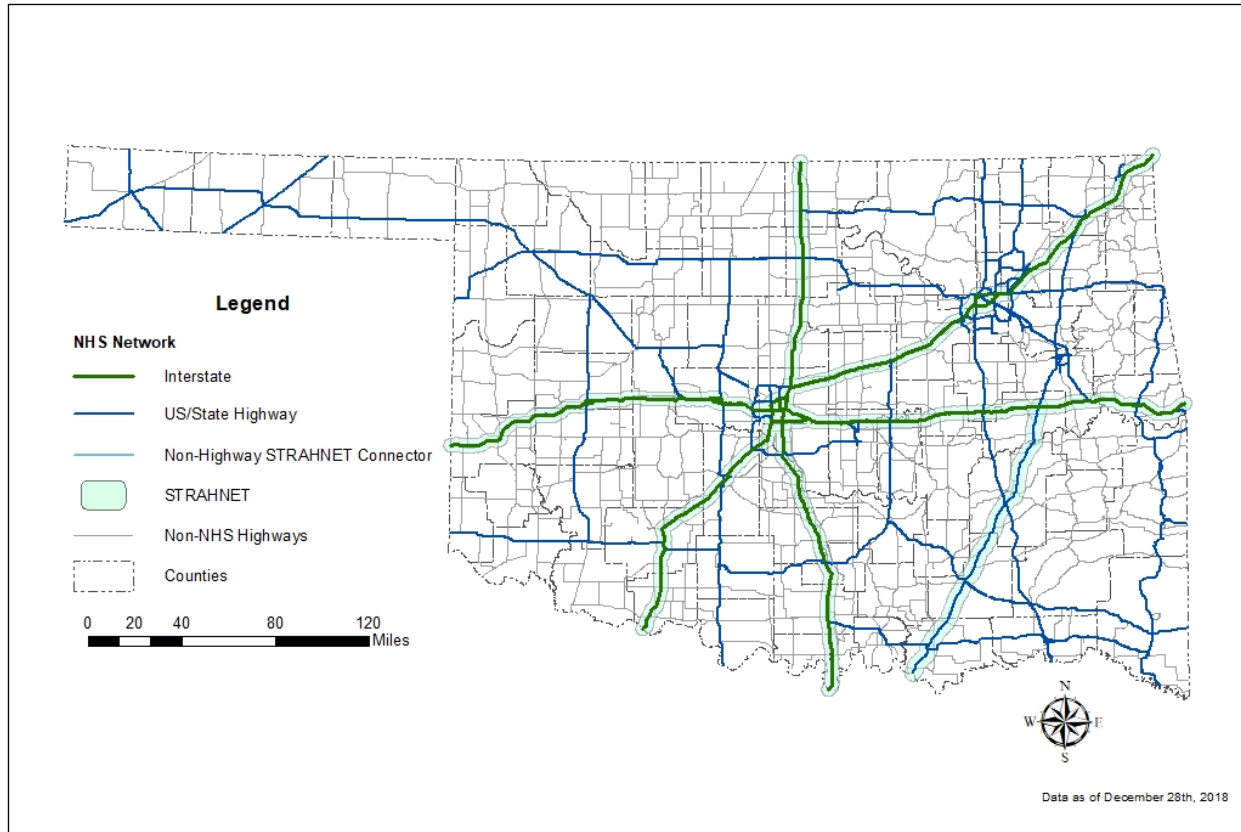 Legend
NHS Network
Interstate
US/State Highway
Non-Highway STRAHNET Connector
STRAHNET
Non-NHS Highways
Counties
0 20 40 80 120
Miles
N
W E
S
Data as of December 28th, 2018